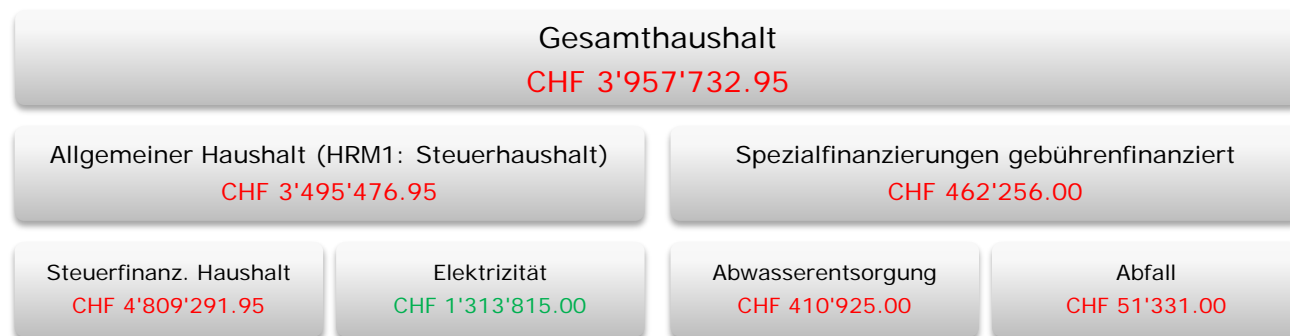 Gesamthaushalt
CHF 3'957'732.95
Allgemeiner Haushalt (HRM1: Steuerhaushalt)
CHF 3'495'476.95
Spezialfinanzierungen gebührenfinanziert
CHF 462'256.00
Steuerfinanz. Haushalt
CHF 4'809'291.95
Elektrizität
CHF 1'313'815.00
Abwasserentsorgung
CHF 410'925.00
Abfall
CHF 51'331.00